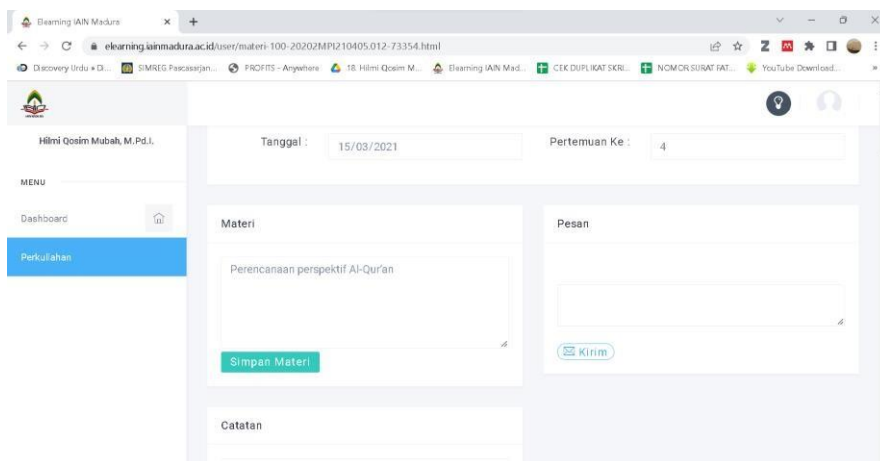 Elearning IAIN Madura
elearning.iainmadura.ac.id/user/materi-100-20202MPI210405.012-73354.html
Discovery Urdu • Di...
SIMREG Pascasarjan...
PROFITS - Anywhere
18. Hilmi Qosim M...
Elearning IAIN Mad...
CEK DUPLIKAT SKRI...
NOMOR SURAT FAT...
YouTube Download...
Hilmi Qosim Mubah, M.Pd.I.
MENU
Dashboard
Perkuliahan
Tanggal :
15/03/2021
Pertemuan Ke :
4
Materi
Perencanaan perspektif Al-Qur'an
Simpan Materi
Pesan
Kirim
Catatan